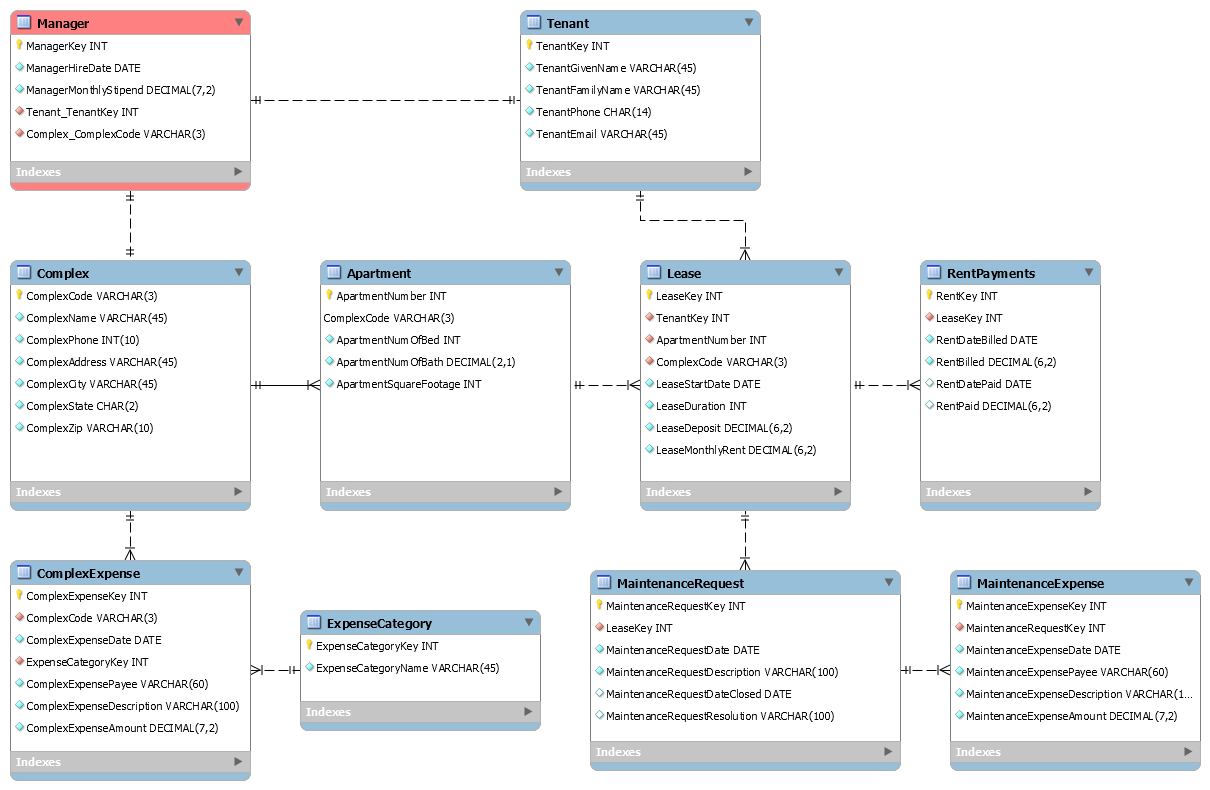 Manager
ManagerKey INT
ManagerHireDate DATE
ManagerMonthlyStipend DECIMAL(7,2)
Tenant_TenantKey INT
Complex_ComplexCode VARCHAR(3)
Indexes
Tenant
TenantKey INT
TenantGivenName VARCHAR(45)
TenantFamilyName VARCHAR(45)
TenantPhone CHAR(14)
TenantEmail VARCHAR(45)
Indexes
Complex
ComplexCode VARCHAR(3)
ComplexName VARCHAR(45)
ComplexPhone INT(10)
ComplexAddress VARCHAR(45)
ComplexCity VARCHAR(45)
ComplexState CHAR(2)
ComplexZip VARCHAR(10)
Indexes
Apartment
ApartmentNumber INT
ComplexCode VARCHAR(3)
ApartmentNumOfBed INT
ApartmentNumOfBath DECIMAL(2,1)
ApartmentSquareFootage INT
Indexes
Lease
LeaseKey INT
TenantKey INT
ApartmentNumber INT
ComplexCode VARCHAR(3)
LeaseStartDate DATE
LeaseDuration INT
LeaseDeposit DECIMAL(6,2)
LeaseMonthlyRent DECIMAL(6,2)
Indexes
RentPayments
RentKey INT
LeaseKey INT
RentDateBilled DATE
RentBilled DECIMAL(6,2)
RentDatePaid DATE
RentPaid DECIMAL(6,2)
Indexes
ComplexExpense
ComplexExpenseKey INT
ComplexCode VARCHAR(3)
ComplexExpenseDate DATE
ExpenseCategoryKey INT
ComplexExpensePayee VARCHAR(60)
ComplexExpenseDescription VARCHAR(100)
ComplexExpenseAmount DECIMAL(7,2)
Indexes
ExpenseCategory
ExpenseCategoryKey INT
ExpenseCategoryName VARCHAR(45)
Indexes
MaintenanceRequest
MaintenanceRequestKey INT
LeaseKey INT
MaintenanceRequestDate DATE
MaintenanceRequestDescription VARCHAR(100)
MaintenanceRequestDateClosed DATE
MaintenanceRequestResolution VARCHAR(100)
Indexes
MaintenanceExpense
MaintenanceExpenseKey INT
MaintenanceRequestKey INT
MaintenanceExpenseDate DATE
MaintenanceExpensePayee VARCHAR(60)
MaintenanceExpenseDescription VARCHAR(1...
MaintenanceExpenseAmount DECIMAL(7,2)
Indexes